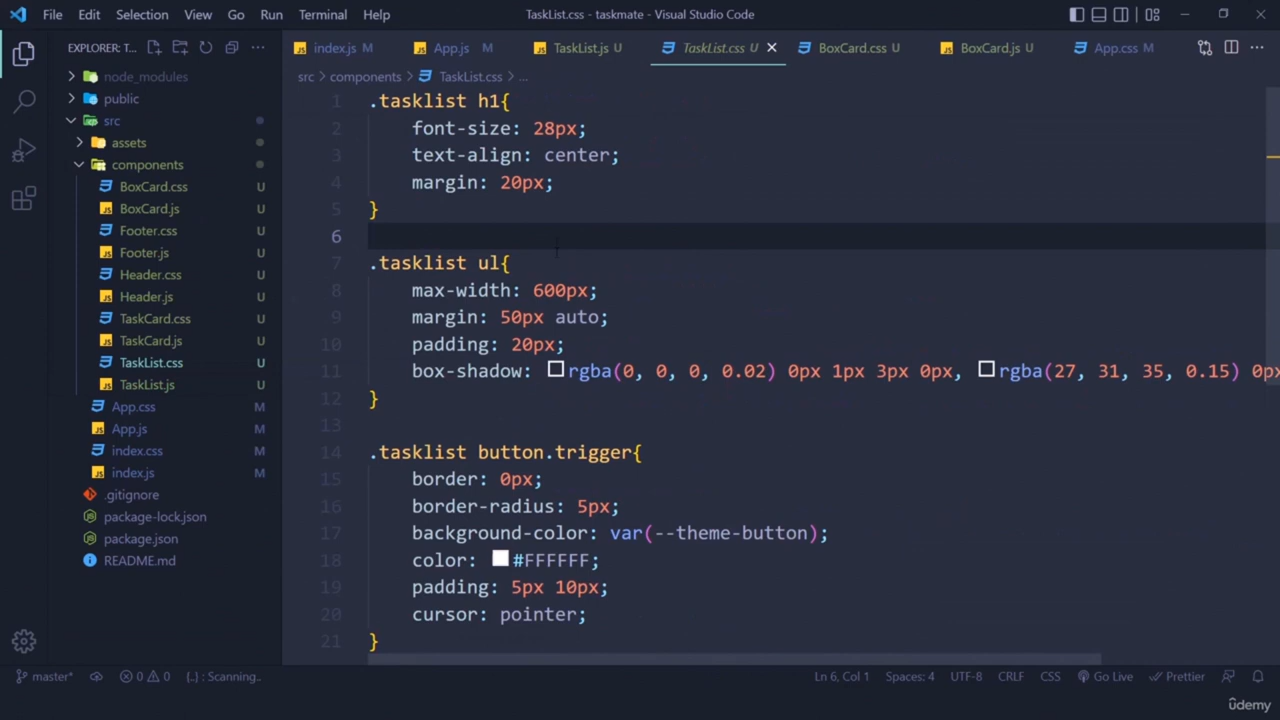 File Edit Selection View Go Run Terminal Help TaskList.css - taskmate - Visual Studio Code
EXPLORER: T...
index.js M App.js M TaskList.js U TaskList.css U BoxCard.css U BoxCard.js U App.css M
src > components > TaskList.css > ...
node_modules
public
src
assets
components
BoxCard.css U
BoxCard.js U
Footer.css U
Footer.js U
Header.css U
Header.js U
TaskCard.css U
TaskCard.js U
TaskList.css U
TaskList.js U
App.css M
App.js M
index.css M
index.js M
.gitignore
package-lock.json
package.json
README.md
1 .tasklist h1{
2 font-size: 28px;
3 text-align: center;
4 margin: 20px;
5 }
6
7 .tasklist ul{
8 max-width: 600px;
9 margin: 50px auto;
10 padding: 20px;
11 box-shadow: rgba(0, 0, 0, 0.02) 0px 1px 3px 0px, rgba(27, 31, 35, 0.15) 0px
12 }
13
14 .tasklist button.trigger{
15 border: 0px;
16 border-radius: 5px;
17 background-color: var(--theme-button);
18 color: #FFFFFF;
19 padding: 5px 10px;
20 cursor: pointer;
21 }
master* 0 0 {..} : Scanning.. Ln 6, Col 1 Spaces: 4 UTF-8 CRLF CSS Go Live Prettier
ûdemy